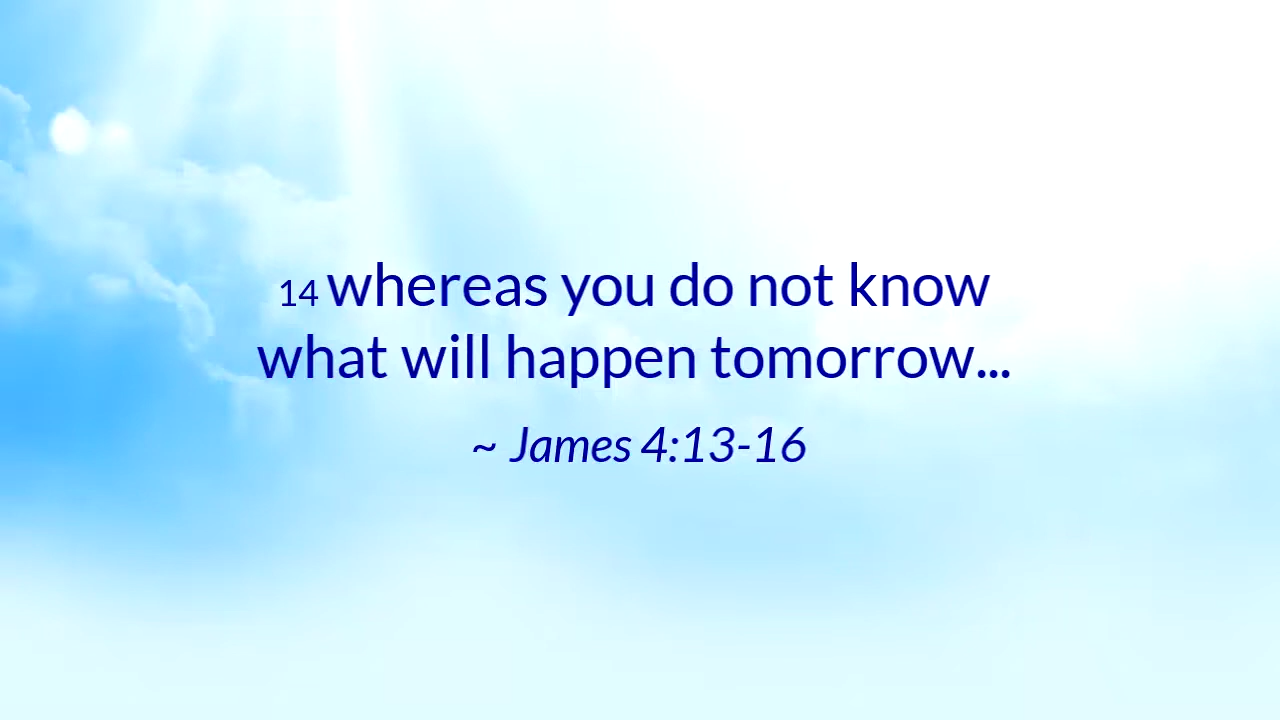 14 whereas you do not know
what will happen tomorrow...
~ James 4:13-16